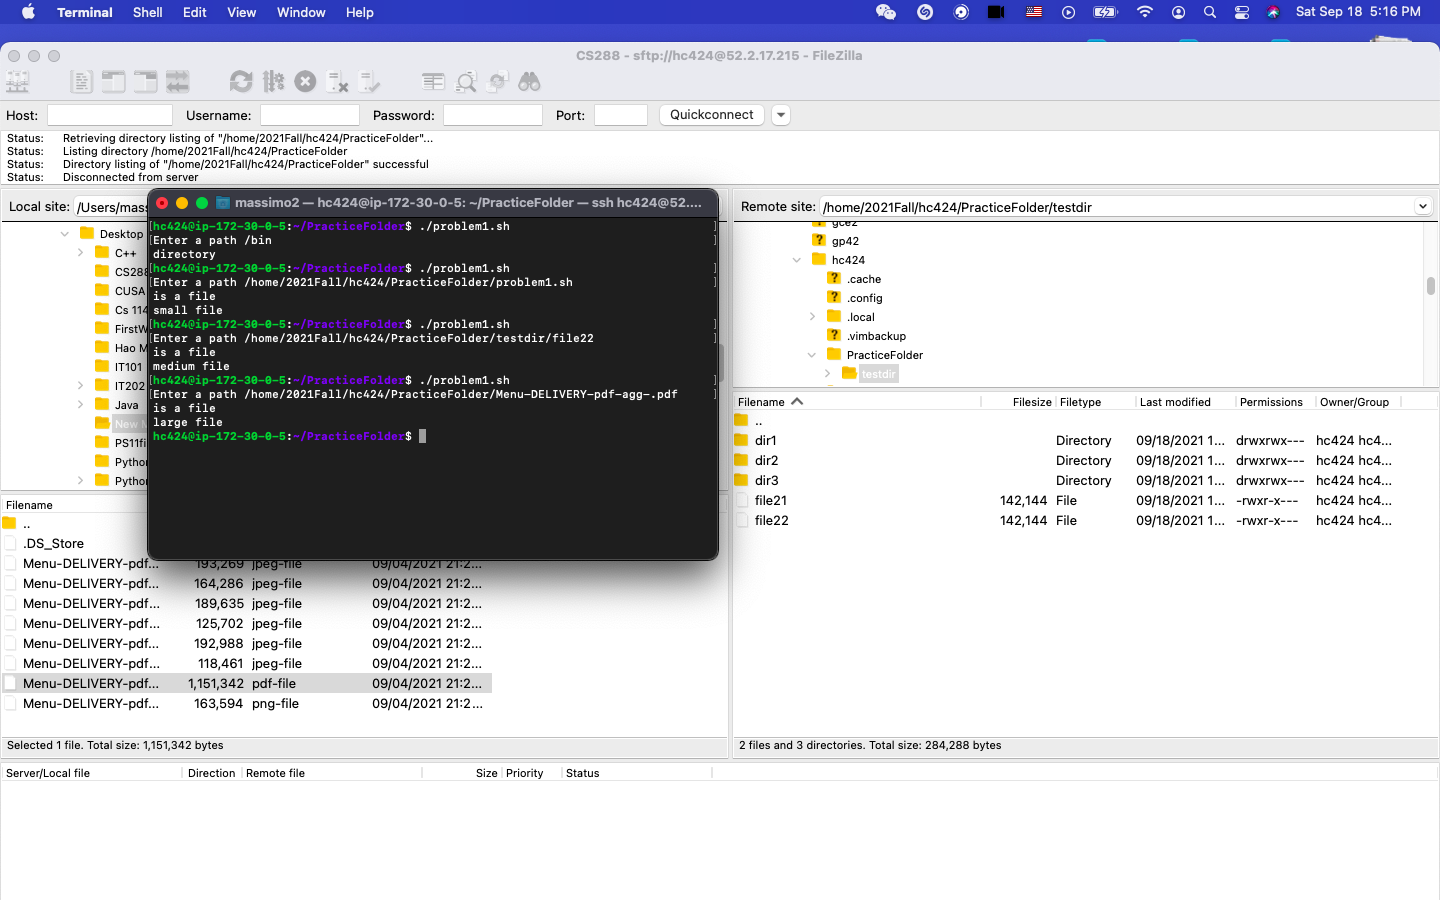 Terminal Shell Edit View Window Help Sat Sep 18 5:16 PM
CS288 - sftp://hc424@52.2.17.215 - FileZilla
Host: Username: Password: Port: Quickconnect
Status: Retrieving directory listing of "/home/2021Fall/hc424/PracticeFolder"...
Status: Listing directory /home/2021Fall/hc424/PracticeFolder
Status: Directory listing of "/home/2021Fall/hc424/PracticeFolder" successful
Status: Disconnected from server
Local site: /Users/mas
Desktop
C++
CS288
CUSA
Cs 114
FirstW
Hao M
IT101
IT202
Java
New M
PS11fi
Python
Python
massimo2 — hc424@ip-172-30-0-5: ~/PracticeFolder — ssh hc424@52....
hc424@ip-172-30-0-5:~/PracticeFolder$ ./problem1.sh
Enter a path /bin
directory
hc424@ip-172-30-0-5:~/PracticeFolder$ ./problem1.sh
Enter a path /home/2021Fall/hc424/PracticeFolder/problem1.sh
is a file
small file
hc424@ip-172-30-0-5:~/PracticeFolder$ ./problem1.sh
Enter a path /home/2021Fall/hc424/PracticeFolder/testdir/file22
is a file
medium file
hc424@ip-172-30-0-5:~/PracticeFolder$ ./problem1.sh
Enter a path /home/2021Fall/hc424/PracticeFolder/Menu-DELIVERY-pdf-agg-.pdf
is a file
large file
hc424@ip-172-30-0-5:~/PracticeFolder$
Filename
..
.DS_Store
Menu-DELIVERY-pdf... 193,269 jpeg-file 09/04/2021 21:2...
Menu-DELIVERY-pdf... 164,286 jpeg-file 09/04/2021 21:2...
Menu-DELIVERY-pdf... 189,635 jpeg-file 09/04/2021 21:2...
Menu-DELIVERY-pdf... 125,702 jpeg-file 09/04/2021 21:2...
Menu-DELIVERY-pdf... 192,988 jpeg-file 09/04/2021 21:2...
Menu-DELIVERY-pdf... 118,461 jpeg-file 09/04/2021 21:2...
Menu-DELIVERY-pdf... 1,151,342 pdf-file 09/04/2021 21:2...
Menu-DELIVERY-pdf... 163,594 png-file 09/04/2021 21:2...
Selected 1 file. Total size: 1,151,342 bytes
Remote site: /home/2021Fall/hc424/PracticeFolder/testdir
gce2
gp42
hc424
.cache
.config
.local
.vimbackup
PracticeFolder
testdir
Filename Filesize Filetype Last modified Permissions Owner/Group
..
dir1 Directory 09/18/2021 1... drwxrwx--- hc424 hc4...
dir2 Directory 09/18/2021 1... drwxrwx--- hc424 hc4...
dir3 Directory 09/18/2021 1... drwxrwx--- hc424 hc4...
file21 142,144 File 09/18/2021 1... -rwxr-x--- hc424 hc4...
file22 142,144 File 09/18/2021 1... -rwxr-x--- hc424 hc4...
2 files and 3 directories. Total size: 284,288 bytes
Server/Local file Direction Remote file Size Priority Status